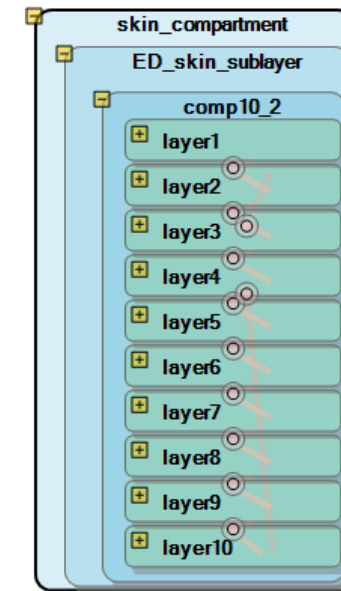 skin_compartment
ED_skin_sublayer
comp10_2
layer1
layer2
layer3
layer4
layer5
layer6
layer7
layer8
layer9
layer10